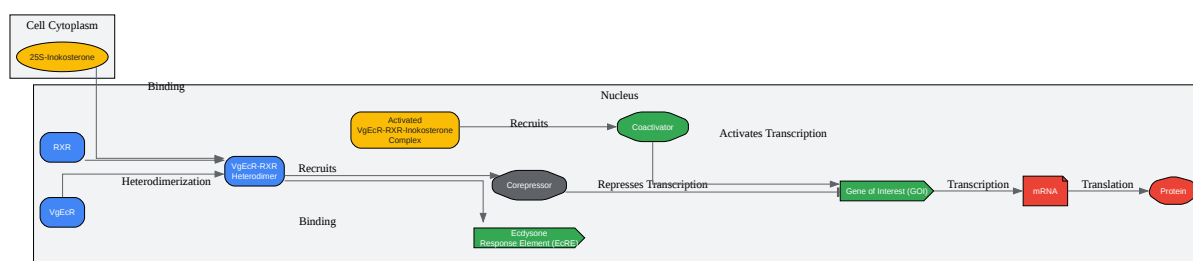 Cell Cytoplasm
25S-Inokosterone
Binding
Nucleus
Activated
VgEcR-RXR-Inokosterone
Complex
Recruits
Coactivator
Activates Transcription
RXR
VgEcR-RXR
Heterodimer
Recruits
Heterodimerization
Corepressor
Represses Transcription
Gene of Interest (GOI)
Transcription
mRNA
Translation
Protein
VgEcR
Binding
Ecdysone
Response Element (EcRE)